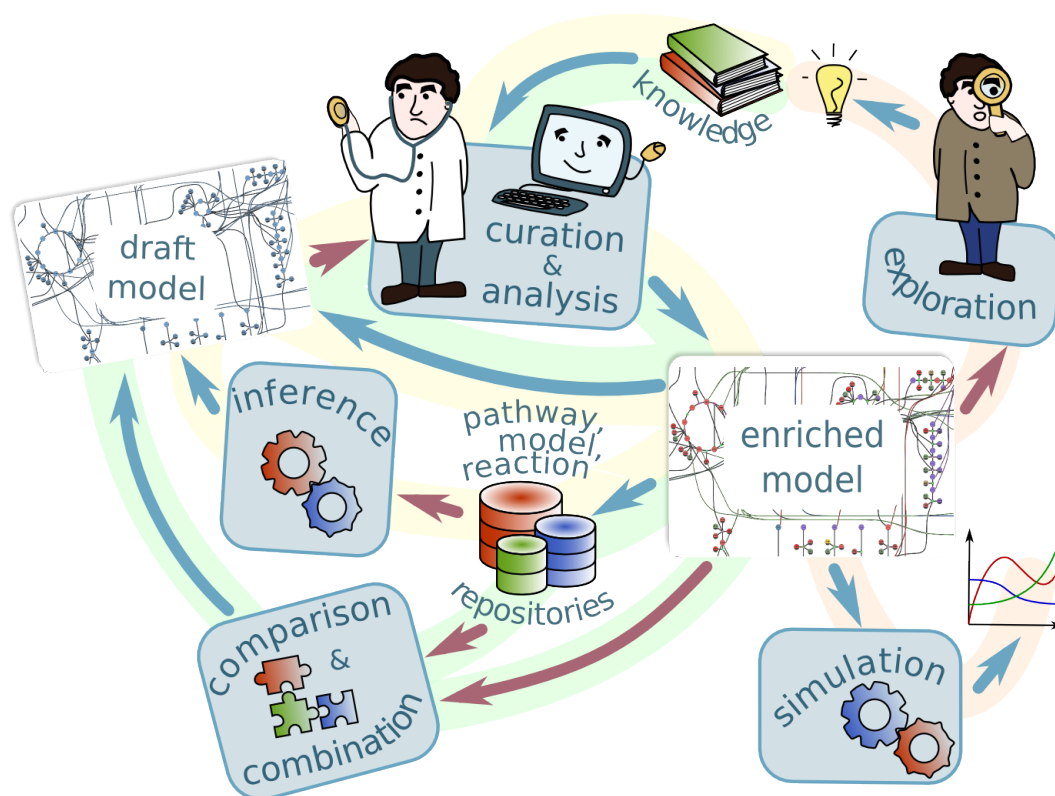 knowledge
draft
model
curation
&
analysis
exploration
inference
pathway,
model,
reaction
enriched
model
repositories
comparison
&
combination
simulation